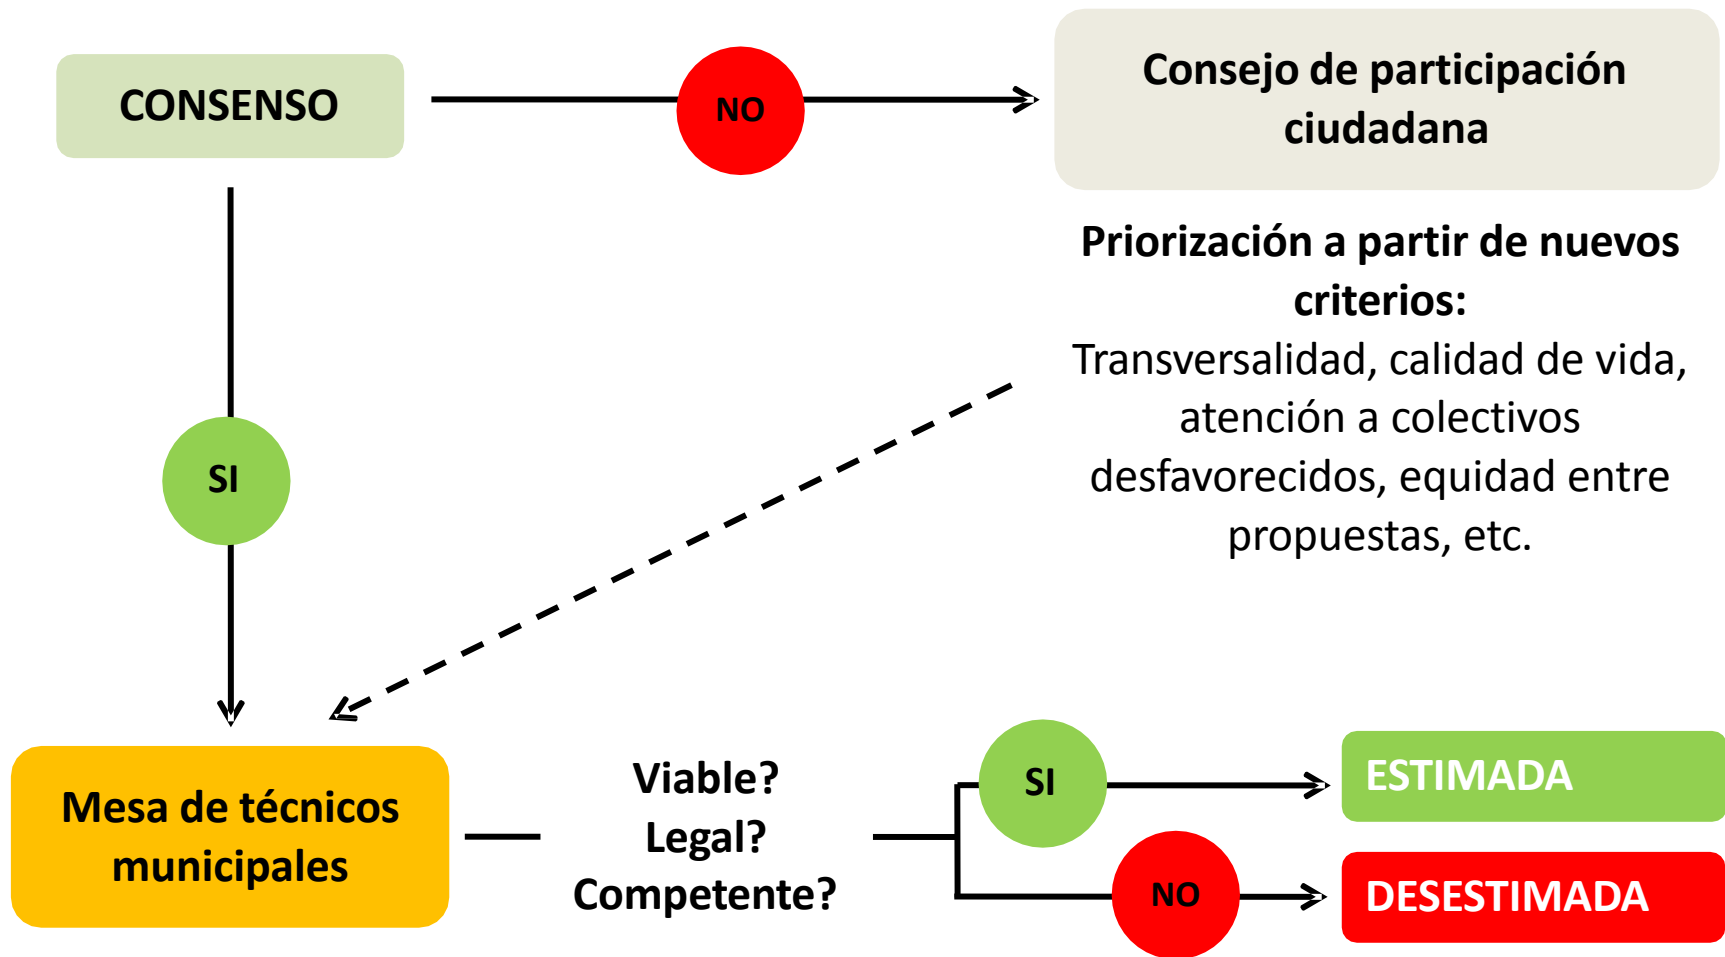 CONSENSO
NO
Consejo de participación
ciudadana
Priorización a partir de nuevos
criterios:
Transversalidad, calidad de vida,
atención a colectivos
desfavorecidos, equidad entre
propuestas, etc.
SI
Mesa de técnicos
municipales
Viable?
Legal?
Competente?
SI
ESTIMADA
NO
DESESTIMADA